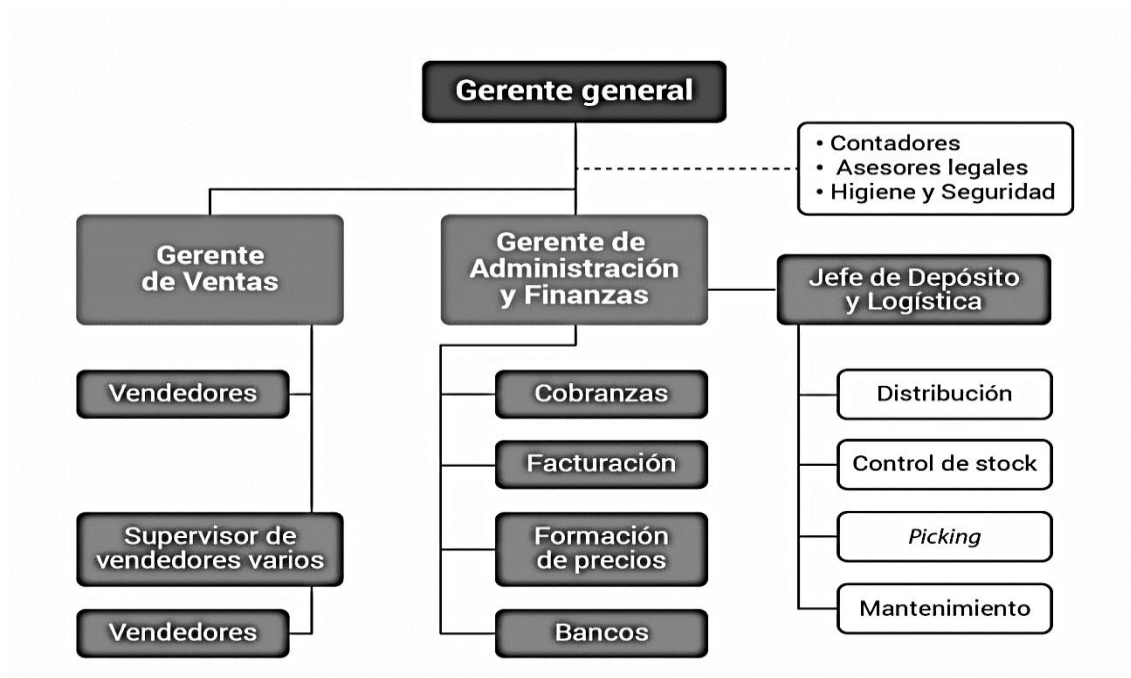 Gerente general
• Contadores
• Asesores legales
• Higiene y Seguridad
Gerente
de Ventas
Gerente de
Administración
y Finanzas
Jefe de Depósito
y Logística
Vendedores
Supervisor de
vendedores varios
Vendedores
Cobranzas
Facturación
Formación
de precios
Bancos
Distribución
Control de stock
Picking
Mantenimiento